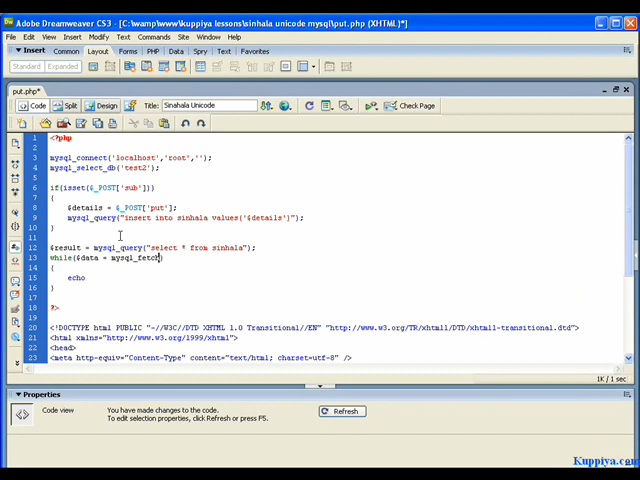 Adobe Dreamweaver CS3 - [C:\wamp\www\kuppiya lessons\sinhala unicode mysql\put.php (XHTML)*]
File Edit View Insert Modify Text Commands Site Window Help
Insert Common Layout Forms PHP Data Spry Text Favorites
Standard Expanded
put.php*
Code Split Design Title: Sinahala Unicode Check Page
1 <?php
2
3 mysql_connect('localhost','root','');
4 mysql_select_db('test2');
5
6 if(isset($_POST['sub']))
7 {
8 $details = $_POST['put'];
9 mysql_query("insert into sinhala values('$details')");
10 }
11
12 $result = mysql_query("select * from sinhala");
13 while($data = mysql_fetch)
14 {
15 echo
16 }
17
18 ?>
19
20 <!DOCTYPE html PUBLIC "-//W3C//DTD XHTML 1.0 Transitional//EN" "http://www.w3.org/TR/xhtml1/DTD/xhtml1-transitional.dtd">
21 <html xmlns="http://www.w3.org/1999/xhtml">
22 <head>
23 <meta http-equiv="Content-Type" content="text/html; charset=utf-8" />
1K / 1 sec
Properties
Code view You have made changes to the code. Refresh
To edit selection properties, click Refresh or press F5.
Kuppiya.com